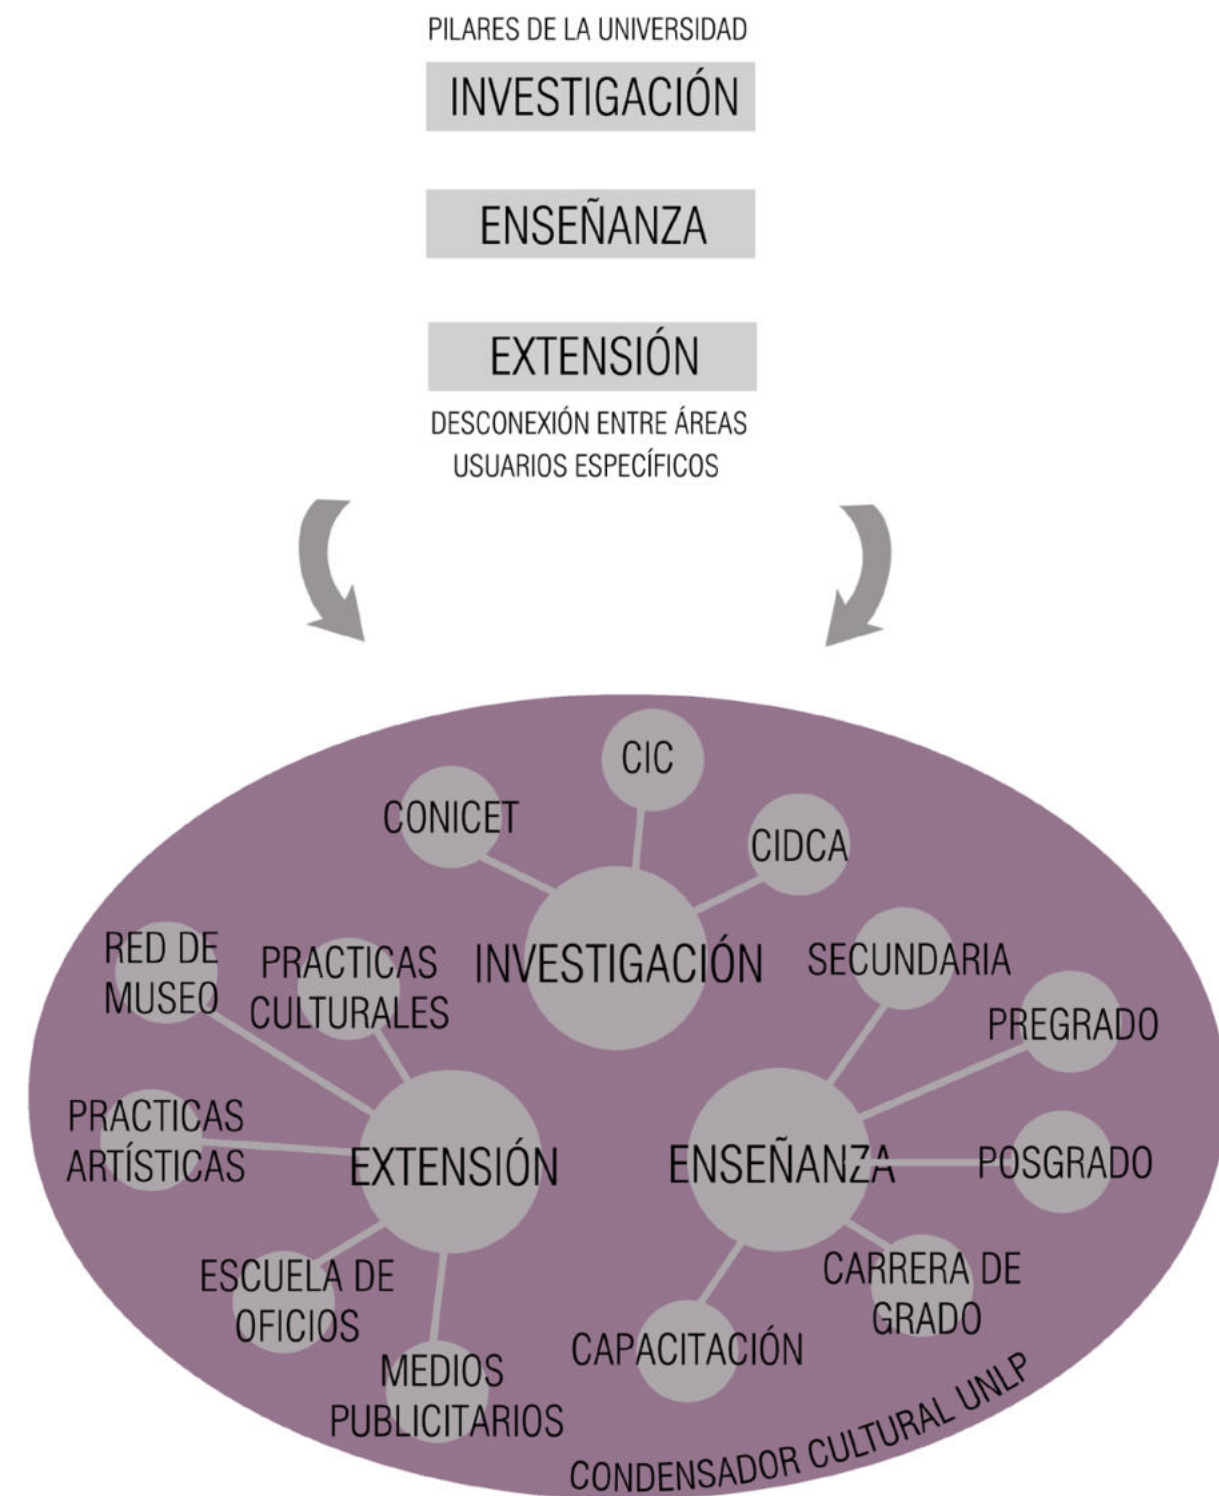 PILARES DE LA UNIVERSIDAD
INVESTIGACIÓN
ENSEÑANZA
EXTENSIÓN
DESCONEXIÓN ENTRE ÁREAS
USUARIOS ESPECÍFICOS
CIC
CONICET
CIDCA
INVESTIGACIÓN
RED DE
MUSEO
PRACTICAS
CULTURALES
PRACTICAS
ARTÍSTICAS
EXTENSIÓN
ESCUELA DE
OFICIOS
MEDIOS
PUBLICITARIOS
SECUNDARIA
PREGRADO
ENSEÑANZA
POSGRADO
CARRERA DE
GRADO
CAPACITACIÓN
CONDENSADOR CULTURAL UNLP